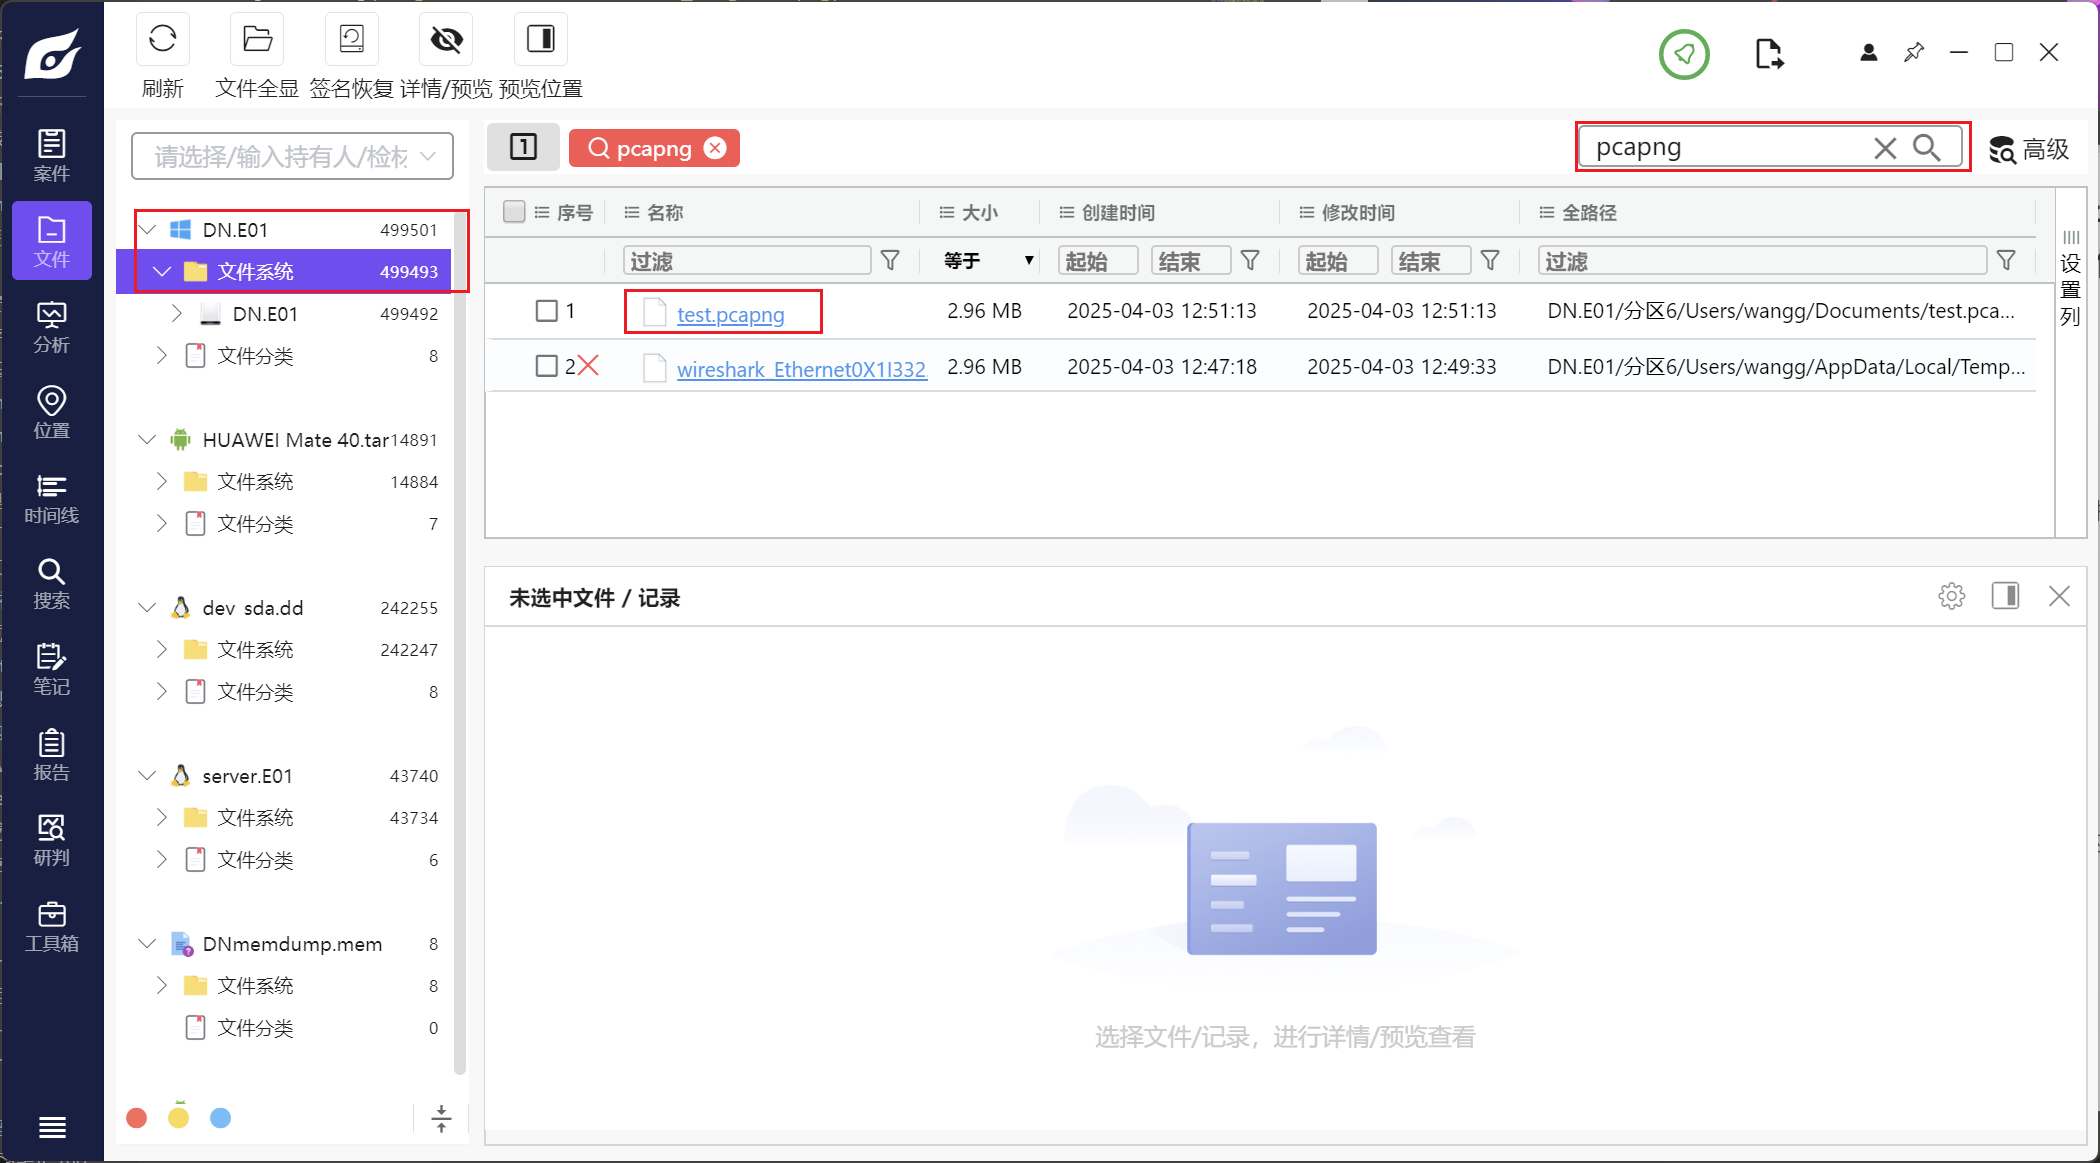 刷新
文件全显
签名恢复
详情/预览
预览位置
案件
文件
分析
位置
时间线
搜索
笔记
报告
研判
工具箱
请选择/输入持有人/检材
DN.E01 499501
文件系统 499493
DN.E01 499492
文件分类 8
HUAWEI Mate 40.tar 14891
文件系统 14884
文件分类 7
dev_sda.dd 242255
文件系统 242247
文件分类 8
server.E01 43740
文件系统 43734
文件分类 6
DNmemdump.mem 8
文件系统 8
文件分类 0
1
pcapng
pcapng
高级
序号 名称 大小 创建时间 修改时间 全路径
过滤 等于 起始 结束 起始 结束 过滤
1 test.pcapng 2.96 MB 2025-04-03 12:51:13 2025-04-03 12:51:13 DN.E01/分区6/Users/wangg/Documents/test.pca...
2 wireshark_Ethernet0X1I332. 2.96 MB 2025-04-03 12:47:18 2025-04-03 12:49:33 DN.E01/分区6/Users/wangg/AppData/Local/Temp...
设置列
未选中文件 / 记录
选择文件/记录，进行详情/预览查看